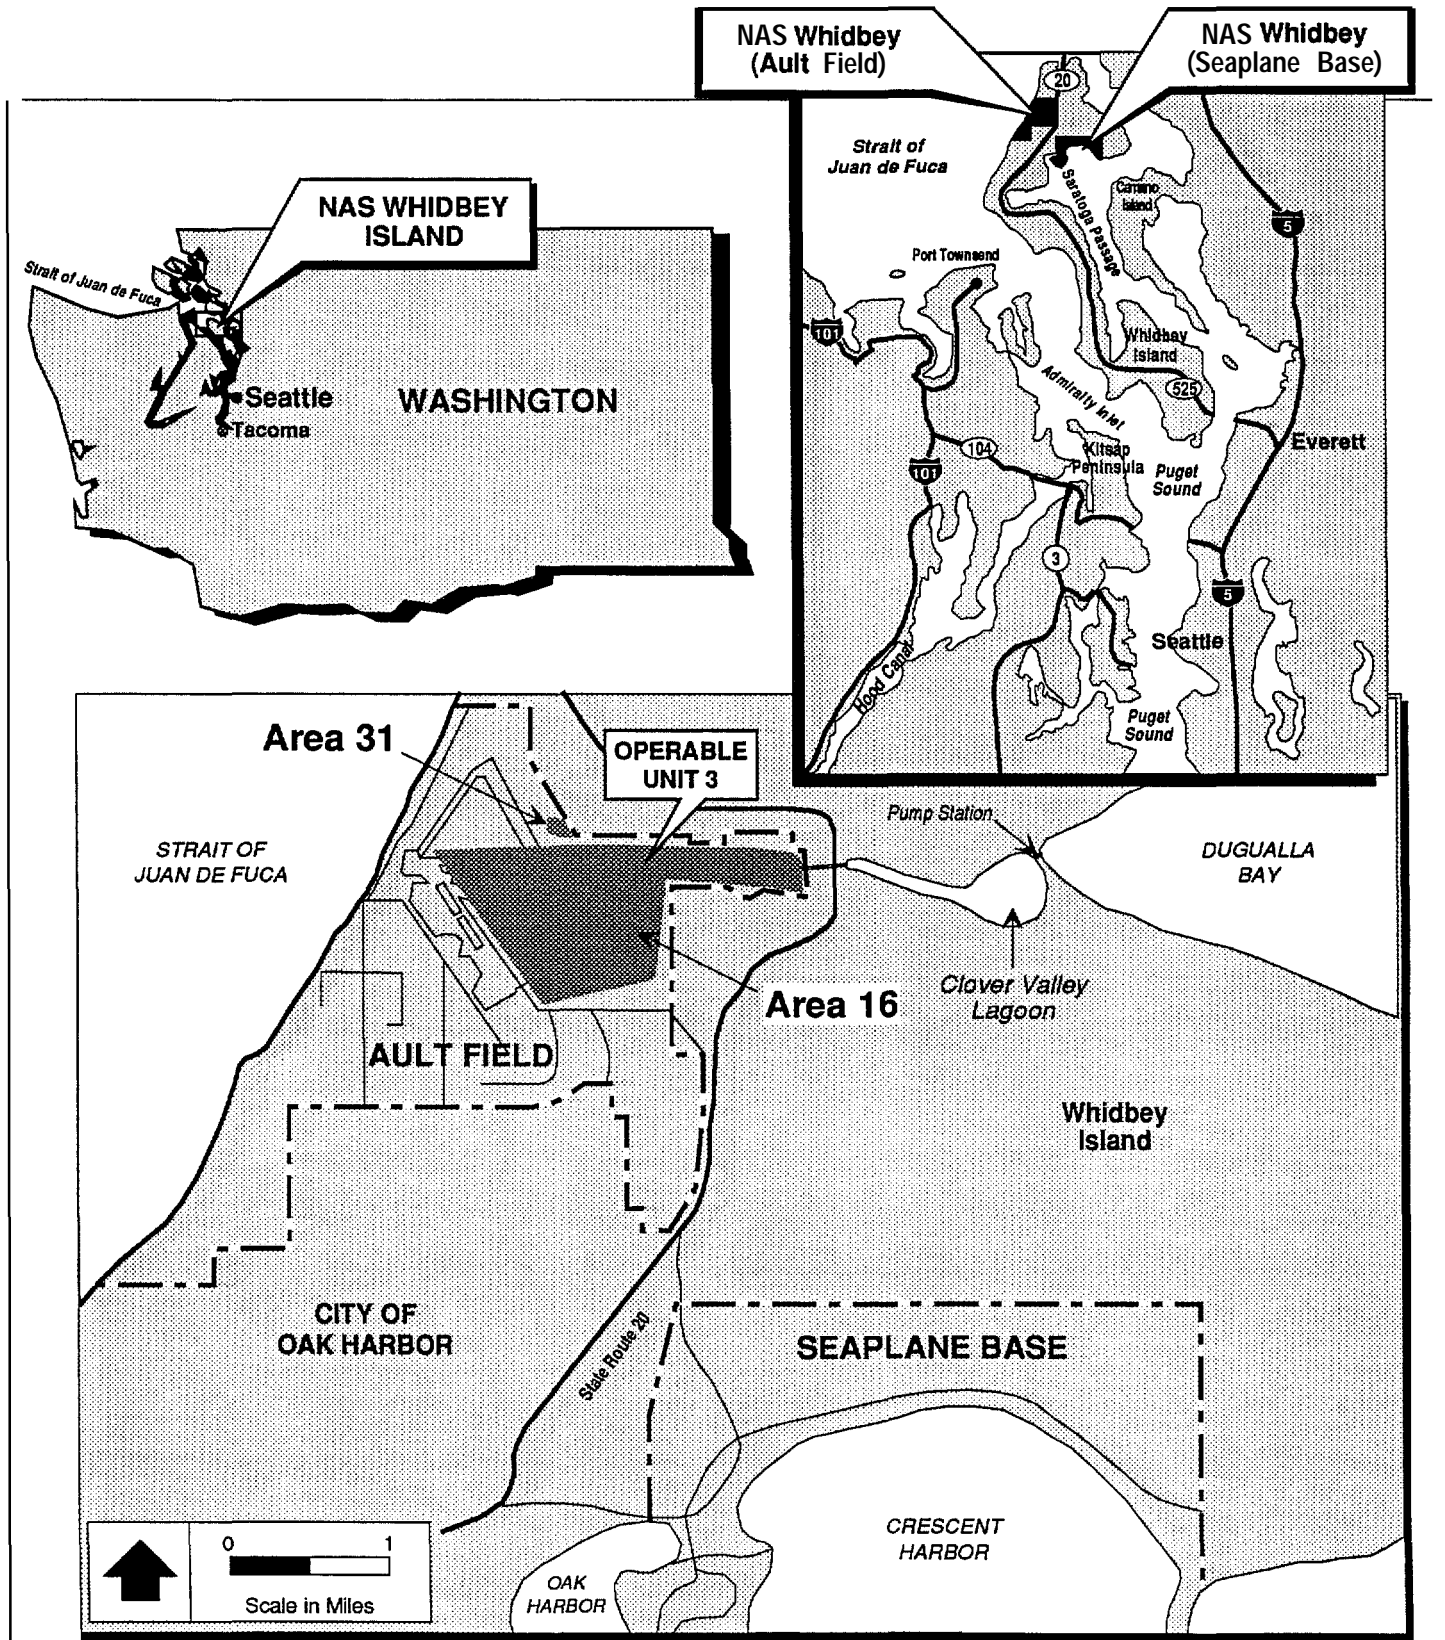 NAS Whidbey
(Ault Field)
NAS Whidbey
(Seaplane Base)
20
Strait of
Juan de Fuca
Saratoga Passage
Camano
Island
5
Port Townsend
101
Whidbey
Island
525
Admiralty Inlet
Everett
104
Kitsap
Peninsula
Puget
Sound
101
3
5
Seattle
Hood Canal
Puget
Sound
NAS WHIDBEY
ISLAND
Strait of Juan de Fuca
Seattle
WASHINGTON
Tacoma
Area 31
OPERABLE
UNIT 3
Pump Station
STRAIT OF
JUAN DE FUCA
DUGUALLA
BAY
Clover Valley
Lagoon
Area 16
AULT FIELD
Whidbey
Island
CITY OF
OAK HARBOR
State Route 20
SEAPLANE BASE
CRESCENT
HARBOR
OAK
HARBOR
0 1
Scale in Miles